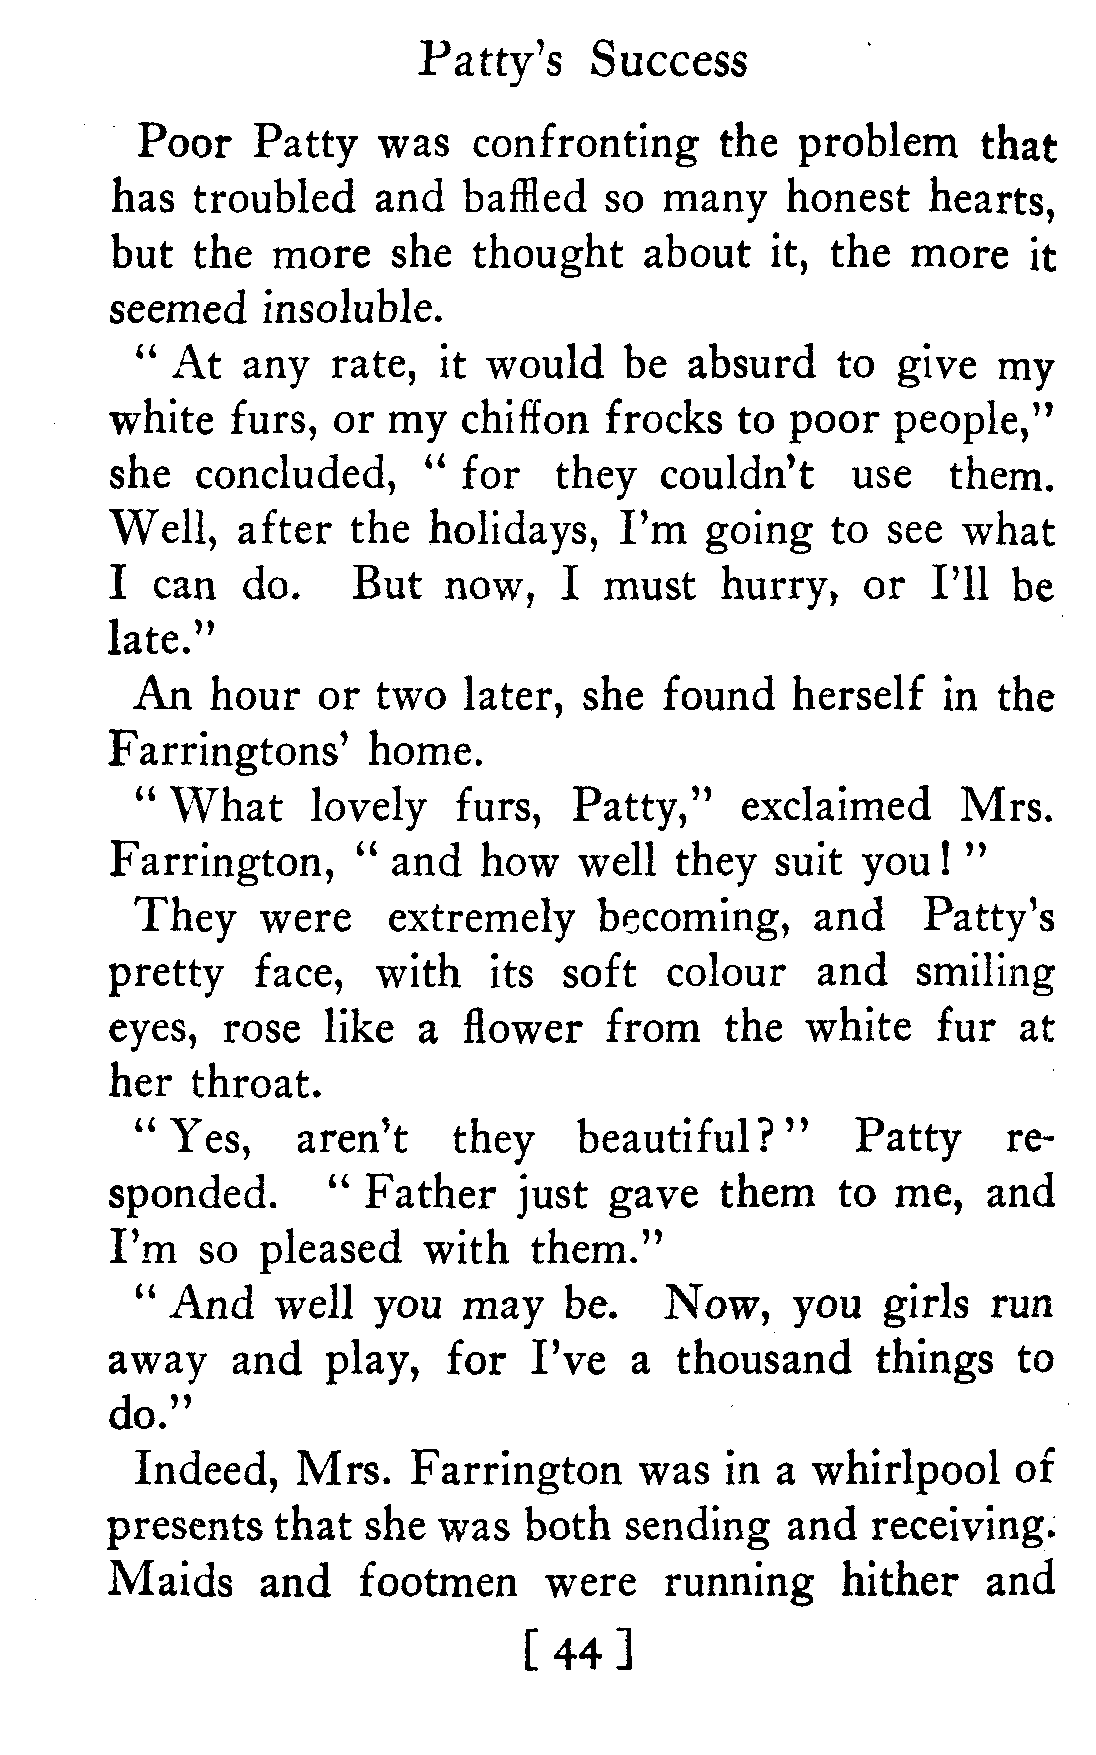 Patty's Success
Poor Patty was confronting the problem that
has troubled and baffled so many honest hearts,
but the more she thought about it, the more it
seemed insoluble.
" At any rate, it would be absurd to give my
white furs, or my chiffon frocks to poor people,"
she concluded, " for they couldn't use them.
Well, after the holidays, I'm going to see what
I can do. But now, I must hurry, or I'll be
late."
An hour or two later, she found herself in the
Farringtons' home.
" What lovely furs, Patty," exclaimed Mrs.
Farrington, " and how well they suit you! "
They were extremely becoming, and Patty's
pretty face, with its soft colour and smiling
eyes, rose like a flower from the white fur at
her throat.
" Yes, aren't they beautiful? " Patty re-
sponded. " Father just gave them to me, and
I'm so pleased with them."
" And well you may be. Now, you girls run
away and play, for I've a thousand things to
do."
Indeed, Mrs. Farrington was in a whirlpool of
presents that she was both sending and receiving.
Maids and footmen were running hither and
[ 44 ]